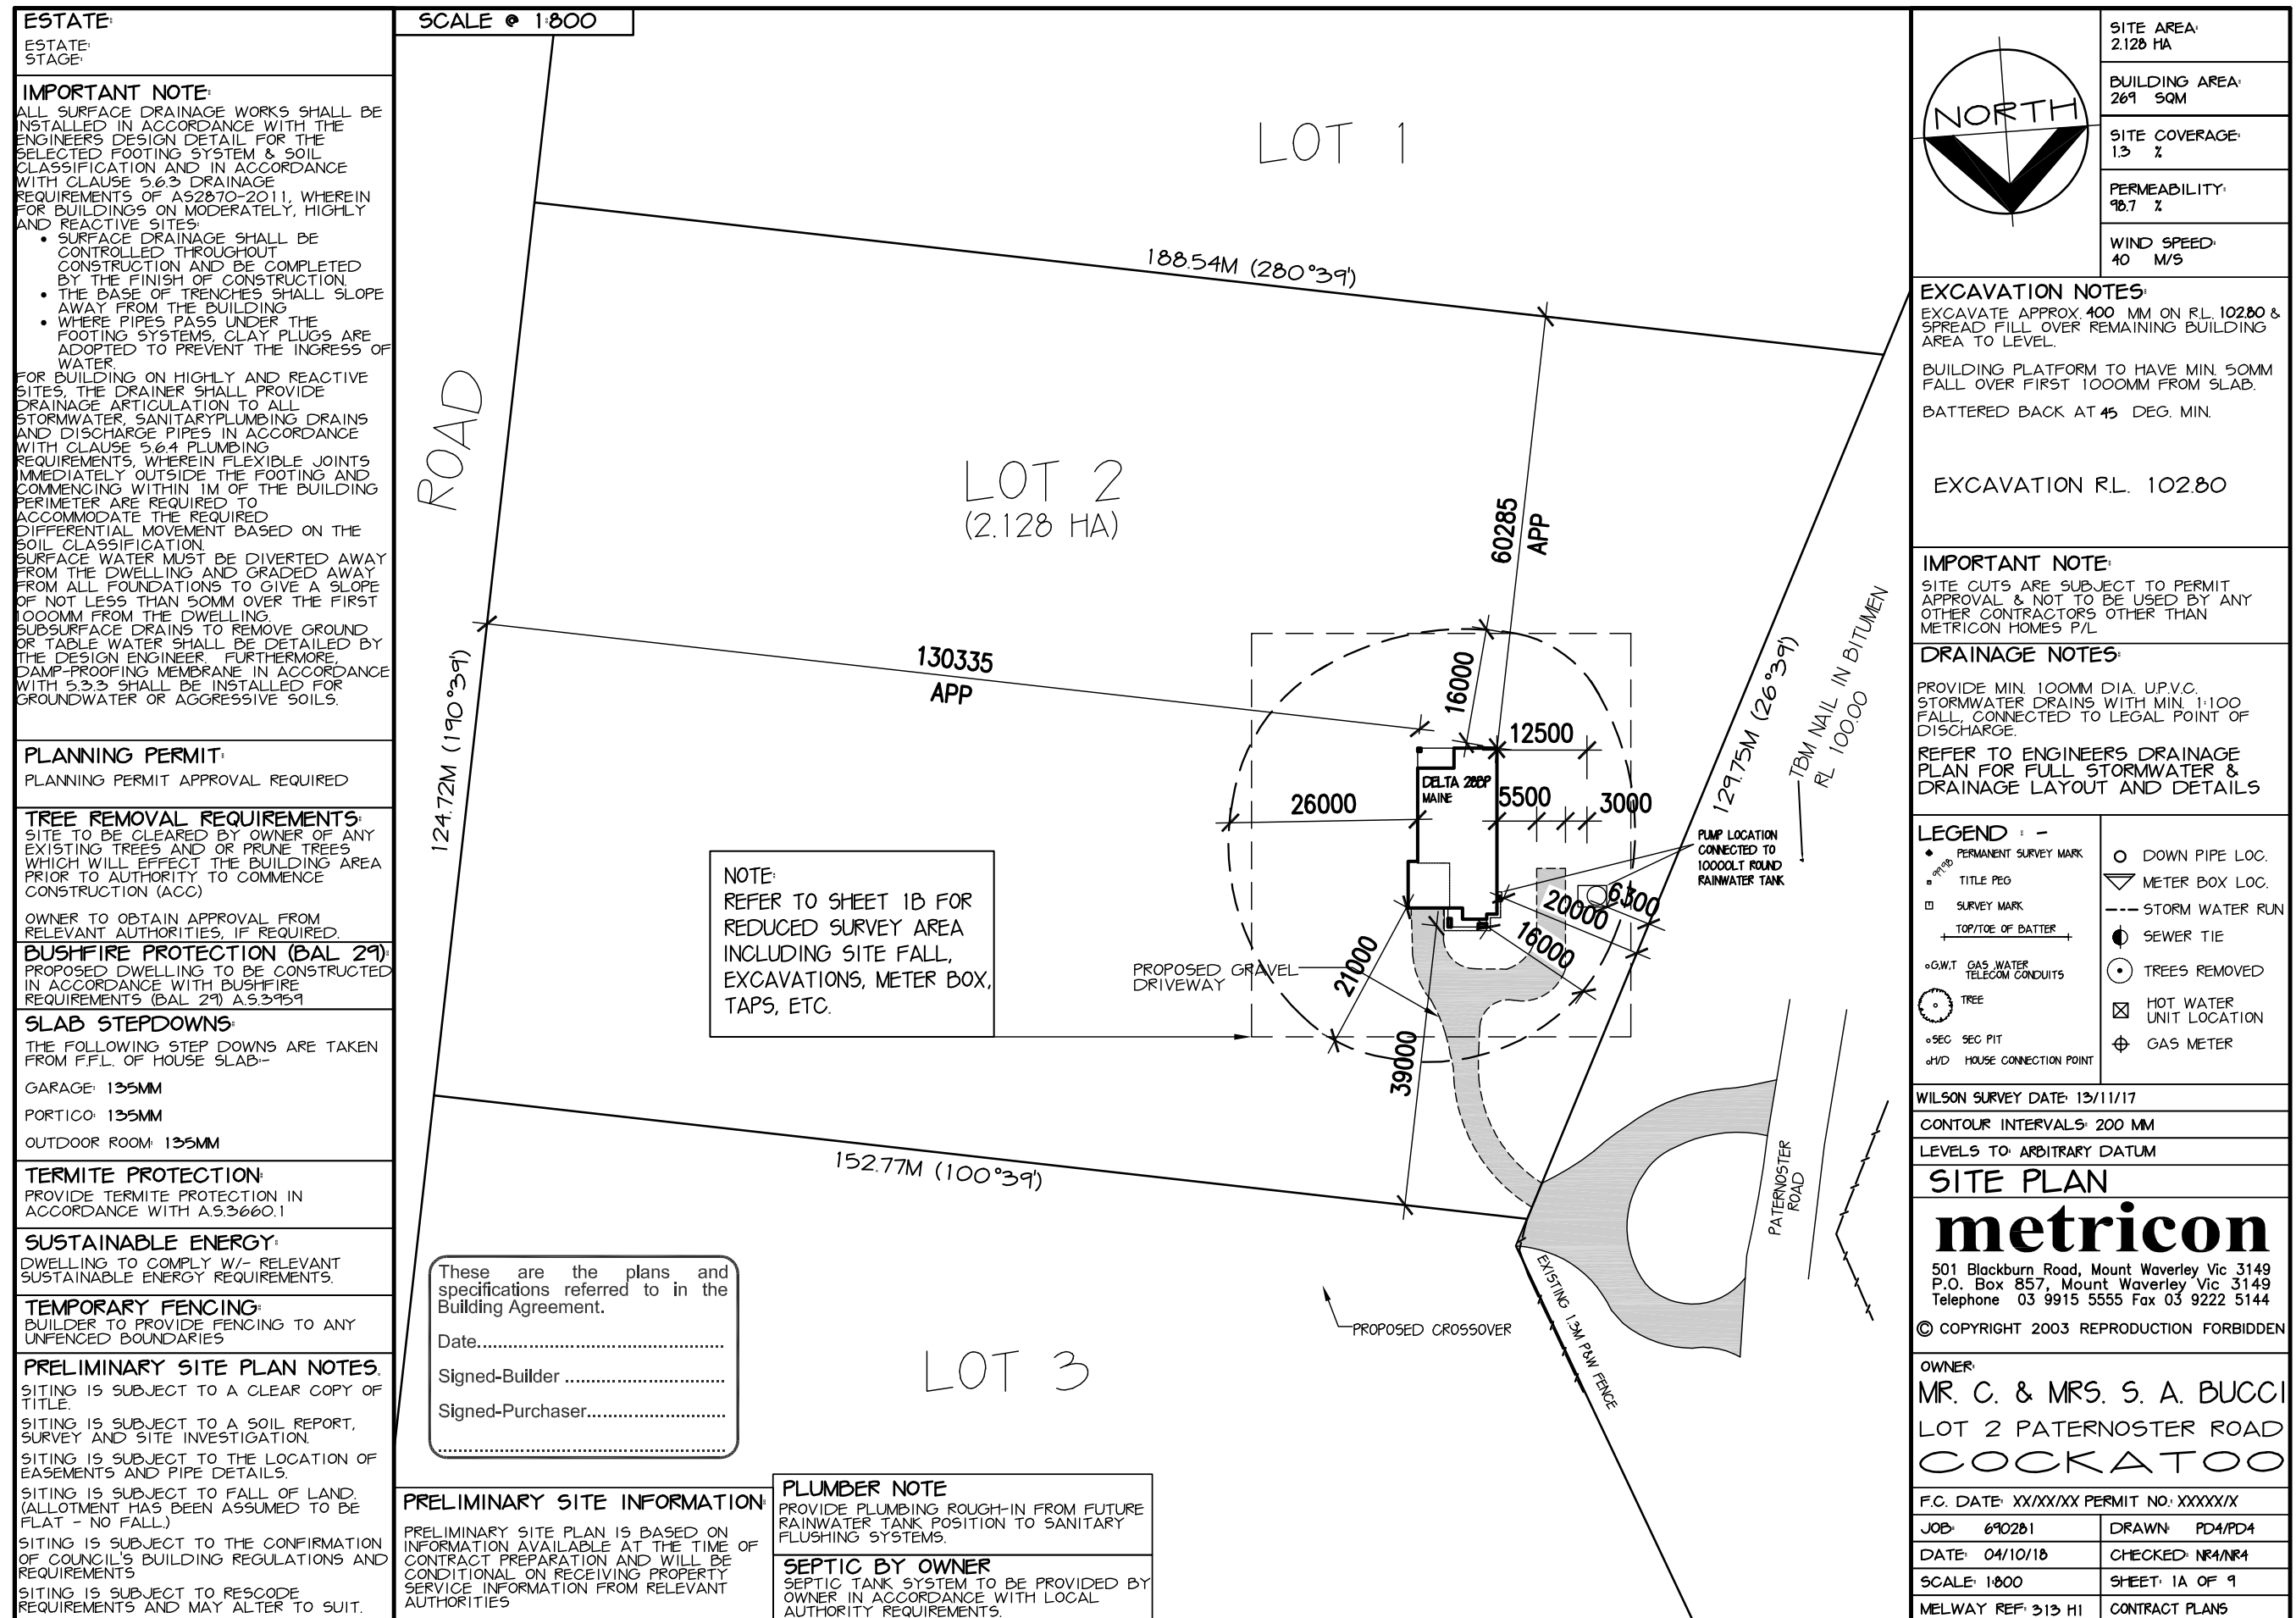 ESTATE:
ESTATE:
STAGE:
IMPORTANT NOTE:
ALL SURFACE DRAINAGE WORKS SHALL BE
INSTALLED IN ACCORDANCE WITH THE
ENGINEERS DESIGN DETAIL FOR THE
SELECTED FOOTING SYSTEM & SOIL
CLASSIFICATION AND IN ACCORDANCE
WITH CLAUSE 5.6.3 DRAINAGE
REQUIREMENTS OF AS2870-2011, WHEREIN
FOR BUILDINGS ON MODERATELY, HIGHLY
AND REACTIVE SITES:
• SURFACE DRAINAGE SHALL BE
CONTROLLED THROUGHOUT
CONSTRUCTION AND BE COMPLETED
BY THE FINISH OF CONSTRUCTION.
• THE BASE OF TRENCHES SHALL SLOPE
AWAY FROM THE BUILDING
• WHERE PIPES PASS UNDER THE
FOOTING SYSTEMS, CLAY PLUGS ARE
ADOPTED TO PREVENT THE INGRESS OF
WATER.
FOR BUILDING ON HIGHLY AND REACTIVE
SITES, THE DRAINER SHALL PROVIDE
DRAINAGE ARTICULATION TO ALL
STORMWATER, SANITARYPLUMBING DRAINS
AND DISCHARGE PIPES IN ACCORDANCE
WITH CLAUSE 5.6.4 PLUMBING
REQUIREMENTS, WHEREIN FLEXIBLE JOINTS
IMMEDIATELY OUTSIDE THE FOOTING AND
COMMENCING WITHIN 1M OF THE BUILDING
PERIMETER ARE REQUIRED TO
ACCOMMODATE THE REQUIRED
DIFFERENTIAL MOVEMENT BASED ON THE
SOIL CLASSIFICATION.
SURFACE WATER MUST BE DIVERTED AWAY
FROM THE DWELLING AND GRADED AWAY
FROM ALL FOUNDATIONS TO GIVE A SLOPE
OF NOT LESS THAN 50MM OVER THE FIRST
1000MM FROM THE DWELLING.
SUBSURFACE DRAINS TO REMOVE GROUND
OR TABLE WATER SHALL BE DETAILED BY
THE DESIGN ENGINEER. FURTHERMORE,
DAMP-PROOFING MEMBRANE IN ACCORDANCE
WITH 5.3.3 SHALL BE INSTALLED FOR
GROUNDWATER OR AGGRESSIVE SOILS.
PLANNING PERMIT:
PLANNING PERMIT APPROVAL REQUIRED
TREE REMOVAL REQUIREMENTS:
SITE TO BE CLEARED BY OWNER OF ANY
EXISTING TREES AND OR PRUNE TREES
WHICH WILL EFFECT THE BUILDING AREA
PRIOR TO AUTHORITY TO COMMENCE
CONSTRUCTION (ACC)
OWNER TO OBTAIN APPROVAL FROM
RELEVANT AUTHORITIES, IF REQUIRED.
BUSHFIRE PROTECTION (BAL 29):
PROPOSED DWELLING TO BE CONSTRUCTED
IN ACCORDANCE WITH BUSHFIRE
REQUIREMENTS (BAL 29) A.S.3959
SLAB STEPDOWNS:
THE FOLLOWING STEP DOWNS ARE TAKEN
FROM F.F.L. OF HOUSE SLAB:-
GARAGE: 135MM
PORTICO: 135MM
OUTDOOR ROOM: 135MM
TERMITE PROTECTION:
PROVIDE TERMITE PROTECTION IN
ACCORDANCE WITH A.S.3660.1
SUSTAINABLE ENERGY:
DWELLING TO COMPLY W/- RELEVANT
SUSTAINABLE ENERGY REQUIREMENTS.
TEMPORARY FENCING:
BUILDER TO PROVIDE FENCING TO ANY
UNFENCED BOUNDARIES
PRELIMINARY SITE PLAN NOTES.
SITING IS SUBJECT TO A CLEAR COPY OF
TITLE.
SITING IS SUBJECT TO A SOIL REPORT,
SURVEY AND SITE INVESTIGATION.
SITING IS SUBJECT TO THE LOCATION OF
EASEMENTS AND PIPE DETAILS.
SITING IS SUBJECT TO FALL OF LAND.
(ALLOTMENT HAS BEEN ASSUMED TO BE
FLAT - NO FALL.)
SITING IS SUBJECT TO THE CONFIRMATION
OF COUNCIL'S BUILDING REGULATIONS AND
REQUIREMENTS
SITING IS SUBJECT TO RESCODE
REQUIREMENTS AND MAY ALTER TO SUIT.
SCALE @ 1:800
LOT 1
188.54M (280°39')
ROAD
LOT 2
(2.128 HA)
60285
APP
130335
APP
124.72M (190°39')
16000
12500
DELTA 28BP
MAINE
26000
5500
3000
129.75M (26°39')
TBM NAIL IN BITUMEN
RL 100.00
PUMP LOCATION
CONNECTED TO
10000LT ROUND
RAINWATER TANK
NOTE:
REFER TO SHEET 1B FOR
REDUCED SURVEY AREA
INCLUDING SITE FALL,
EXCAVATIONS, METER BOX,
TAPS, ETC.
6300
20000
16000
21000
PROPOSED GRAVEL
DRIVEWAY
39000
152.77M (100°39')
PATERNOSTER
ROAD
EXISTING 1.3M P&W FENCE
PROPOSED CROSSOVER
LOT 3
These are the plans and
specifications referred to in the
Building Agreement.
Date
Signed-Builder
Signed-Purchaser
PRELIMINARY SITE INFORMATION:
PRELIMINARY SITE PLAN IS BASED ON
INFORMATION AVAILABLE AT THE TIME OF
CONTRACT PREPARATION AND WILL BE
CONDITIONAL ON RECEIVING PROPERTY
SERVICE INFORMATION FROM RELEVANT
AUTHORITIES
PLUMBER NOTE
PROVIDE PLUMBING ROUGH-IN FROM FUTURE
RAINWATER TANK POSITION TO SANITARY
FLUSHING SYSTEMS.
SEPTIC BY OWNER
SEPTIC TANK SYSTEM TO BE PROVIDED BY
OWNER IN ACCORDANCE WITH LOCAL
AUTHORITY REQUIREMENTS.
NORTH
SITE AREA:
2.128 HA
BUILDING AREA:
269 SQM
SITE COVERAGE:
1.3 %
PERMEABILITY:
98.7 %
WIND SPEED:
40 M/S
EXCAVATION NOTES:
EXCAVATE APPROX. 400 MM ON R.L. 102.80 &
SPREAD FILL OVER REMAINING BUILDING
AREA TO LEVEL.
BUILDING PLATFORM TO HAVE MIN. 50MM
FALL OVER FIRST 1000MM FROM SLAB.
BATTERED BACK AT 45 DEG. MIN.
EXCAVATION R.L. 102.80
IMPORTANT NOTE:
SITE CUTS ARE SUBJECT TO PERMIT
APPROVAL & NOT TO BE USED BY ANY
OTHER CONTRACTORS OTHER THAN
METRICON HOMES P/L
DRAINAGE NOTES:
PROVIDE MIN. 100MM DIA. U.P.V.C.
STORMWATER DRAINS WITH MIN. 1:100
FALL, CONNECTED TO LEGAL POINT OF
DISCHARGE.
REFER TO ENGINEERS DRAINAGE
PLAN FOR FULL STORMWATER &
DRAINAGE LAYOUT AND DETAILS
LEGEND : -
PERMANENT SURVEY MARK
99.98
TITLE PEG
SURVEY MARK
TOP/TOE OF BATTER
G,W,T GAS ,WATER
TELECOM CONDUITS
TREE
SEC SEC PIT
H/D HOUSE CONNECTION POINT
DOWN PIPE LOC.
METER BOX LOC.
STORM WATER RUN
SEWER TIE
TREES REMOVED
HOT WATER
UNIT LOCATION
GAS METER
WILSON SURVEY DATE: 13/11/17
CONTOUR INTERVALS: 200 MM
LEVELS TO: ARBITRARY DATUM
SITE PLAN
metricon
501 Blackburn Road, Mount Waverley Vic 3149
P.O. Box 857, Mount Waverley Vic 3149
Telephone 03 9915 5555 Fax 03 9222 5144
© COPYRIGHT 2003 REPRODUCTION FORBIDDEN
OWNER:
MR. C. & MRS. S. A. BUCCI
LOT 2 PATERNOSTER ROAD
COCKATOO
F.C. DATE: XX/XX/XX PERMIT NO.: XXXXX/X
JOB: 690281
DRAWN: PD4/PD4
DATE: 04/10/18
CHECKED: NR4/NR4
SCALE: 1:800
SHEET: 1A OF 9
MELWAY REF: 313 H1
CONTRACT PLANS